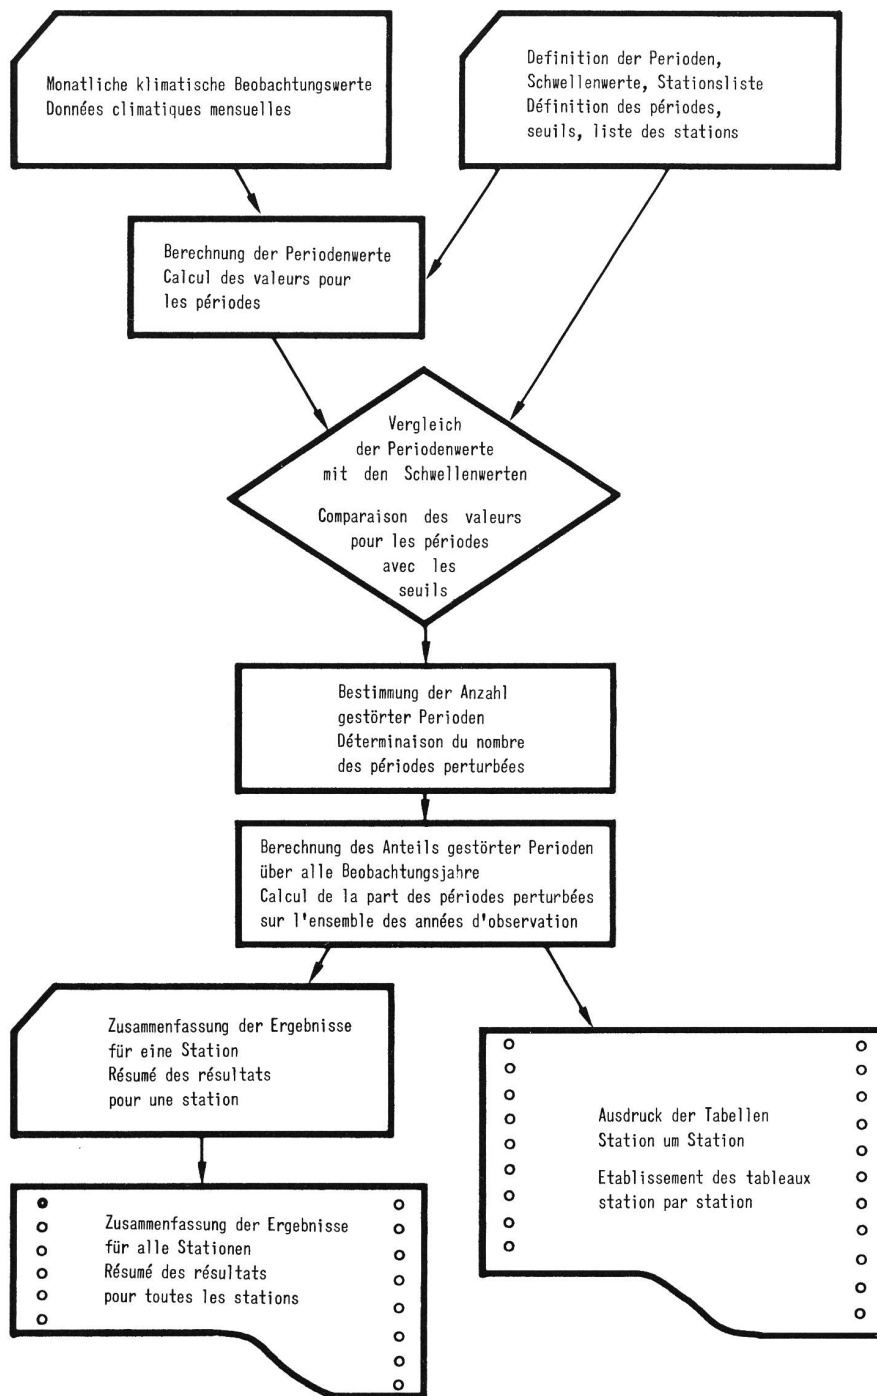 Monatliche klimatische Beobachtungswerte
Données climatiques mensuelles
Definition der Perioden,
Schwellenwerte, Stationsliste
Définition des périodes,
seuils, liste des stations
Berechnung der Periodenwerte
Calcul des valeurs pour
les périodes
Vergleich
der Periodenwerte
mit den Schwellenwerten
Comparaison des valeurs
pour les périodes
avec les
seuils
Bestimmung der Anzahl
gestörter Perioden
Déterminaison du nombre
des périodes perturbées
Berechnung des Anteils gestörter Perioden
über alle Beobachtungsjahre
Calcul de la part des périodes perturbées
sur l'ensemble des années d'observation
Zusammenfassung der Ergebnisse
für eine Station
Résumé des résultats
pour une station
Ausdruck der Tabellen
Station um Station
Etablissement des tableaux
station par station
Zusammenfassung der Ergebnisse
für alle Stationen
Résumé des résultats
pour toutes les stations